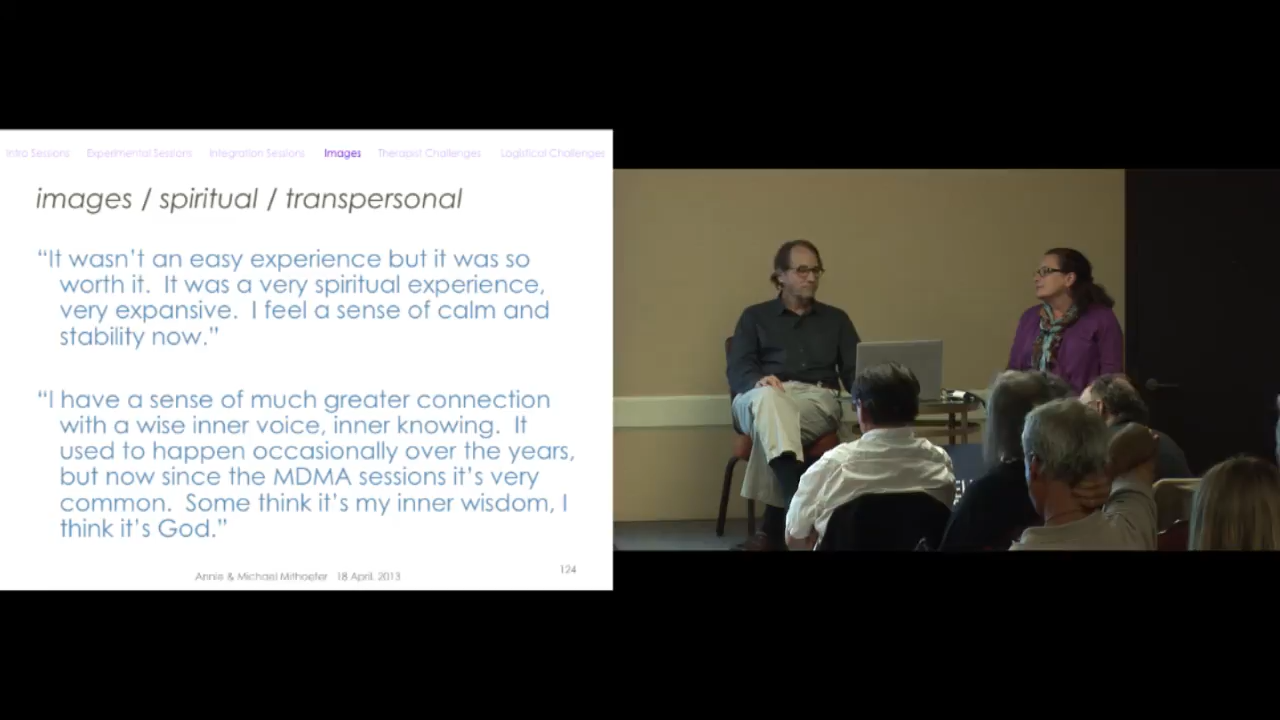 Intro Sessions Experimental Sessions Integration Sessions Images Therapist Challenges Logistical Challenges
images / spiritual / transpersonal
“It wasn’t an easy experience but it was so
worth it. It was a very spiritual experience,
very expansive. I feel a sense of calm and
stability now.”
“I have a sense of much greater connection
with a wise inner voice, inner knowing. It
used to happen occasionally over the years,
but now since the MDMA sessions it’s very
common. Some think it’s my inner wisdom, I
think it’s God.”
Annie & Michael Mithoefer 18 April, 2013
124